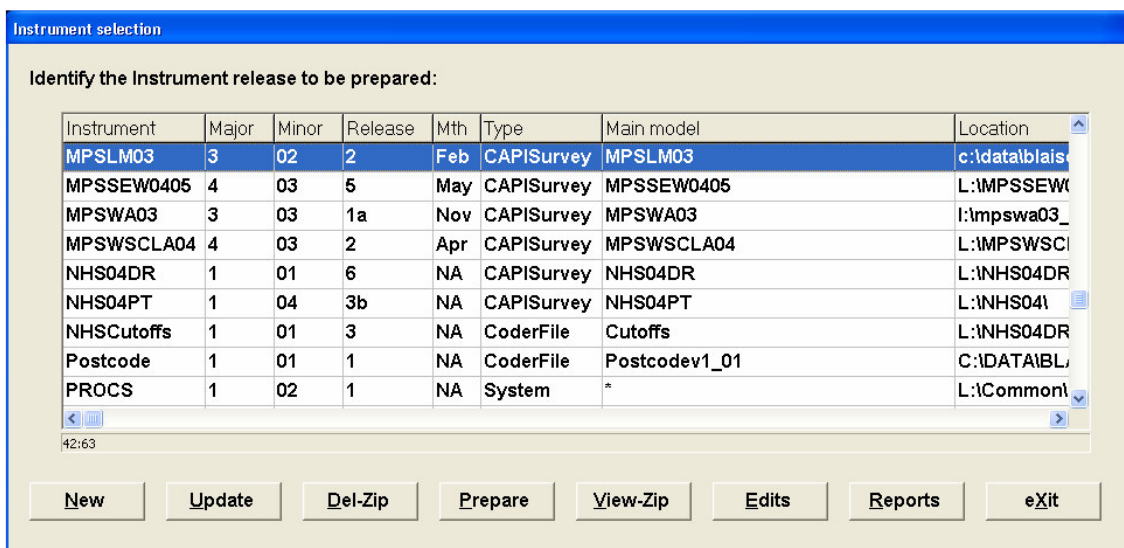 Instrument selection
Identify the Instrument release to be prepared:
Instrument Major Minor Release Mth Type Main model Location
MPSLM03 3 02 2 Feb CAPISurvey MPSLM03 c:\data\blaise
MPSSEW0405 4 03 5 May CAPISurvey MPSSEW0405 L:\MPSSEW0
MPSWA03 3 03 1a Nov CAPISurvey MPSWA03 l:\mpswa03_
MPSWSCLA04 4 03 2 Apr CAPISurvey MPSWSCLA04 L:\MPSWSCL
NHS04DR 1 01 6 NA CAPISurvey NHS04DR L:\NHS04DR
NHS04PT 1 04 3b NA CAPISurvey NHS04PT L:\NHS04\
NHSCutoffs 1 01 3 NA CoderFile Cutoffs L:\NHS04DR
Postcode 1 01 1 NA CoderFile Postcodev1_01 C:\DATA\BLA
PROCS 1 02 1 NA System * L:\Common\
42:63
New Update Del-Zip Prepare View-Zip Edits Reports eXit